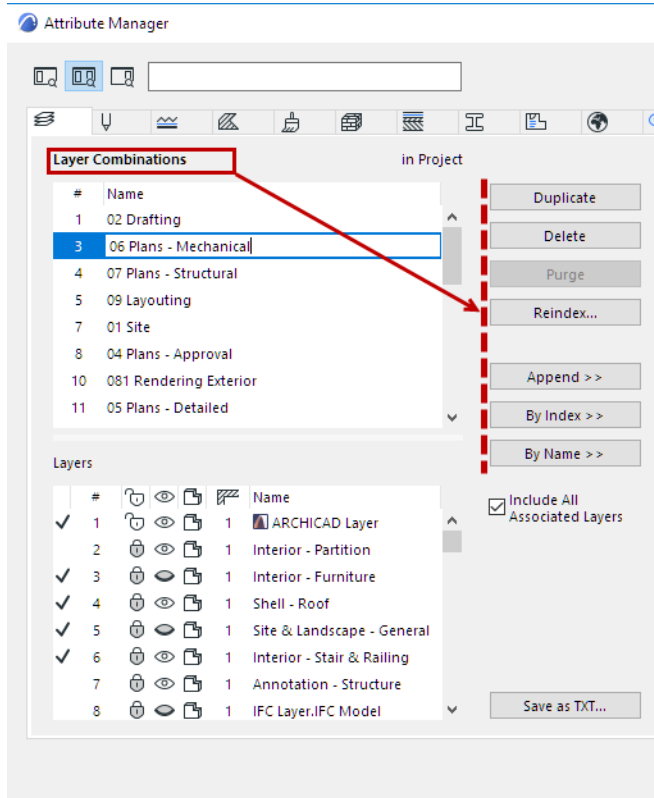 Attribute Manager
Layer Combinations in Project
# Name
1 02 Drafting
3 06 Plans - Mechanical
4 07 Plans - Structural
5 09 Layouting
7 01 Site
8 04 Plans - Approval
10 081 Rendering Exterior
11 05 Plans - Detailed
Duplicate
Delete
Purge
Reindex...
Append >>
By Index >>
By Name >>
Include All
Associated Layers
Layers
# Name
1 1 ARCHICAD Layer
2 1 Interior - Partition
3 1 Interior - Furniture
4 1 Shell - Roof
5 1 Site & Landscape - General
6 1 Interior - Stair & Railing
7 1 Annotation - Structure
8 1 IFC Layer.IFC Model
Save as TXT...